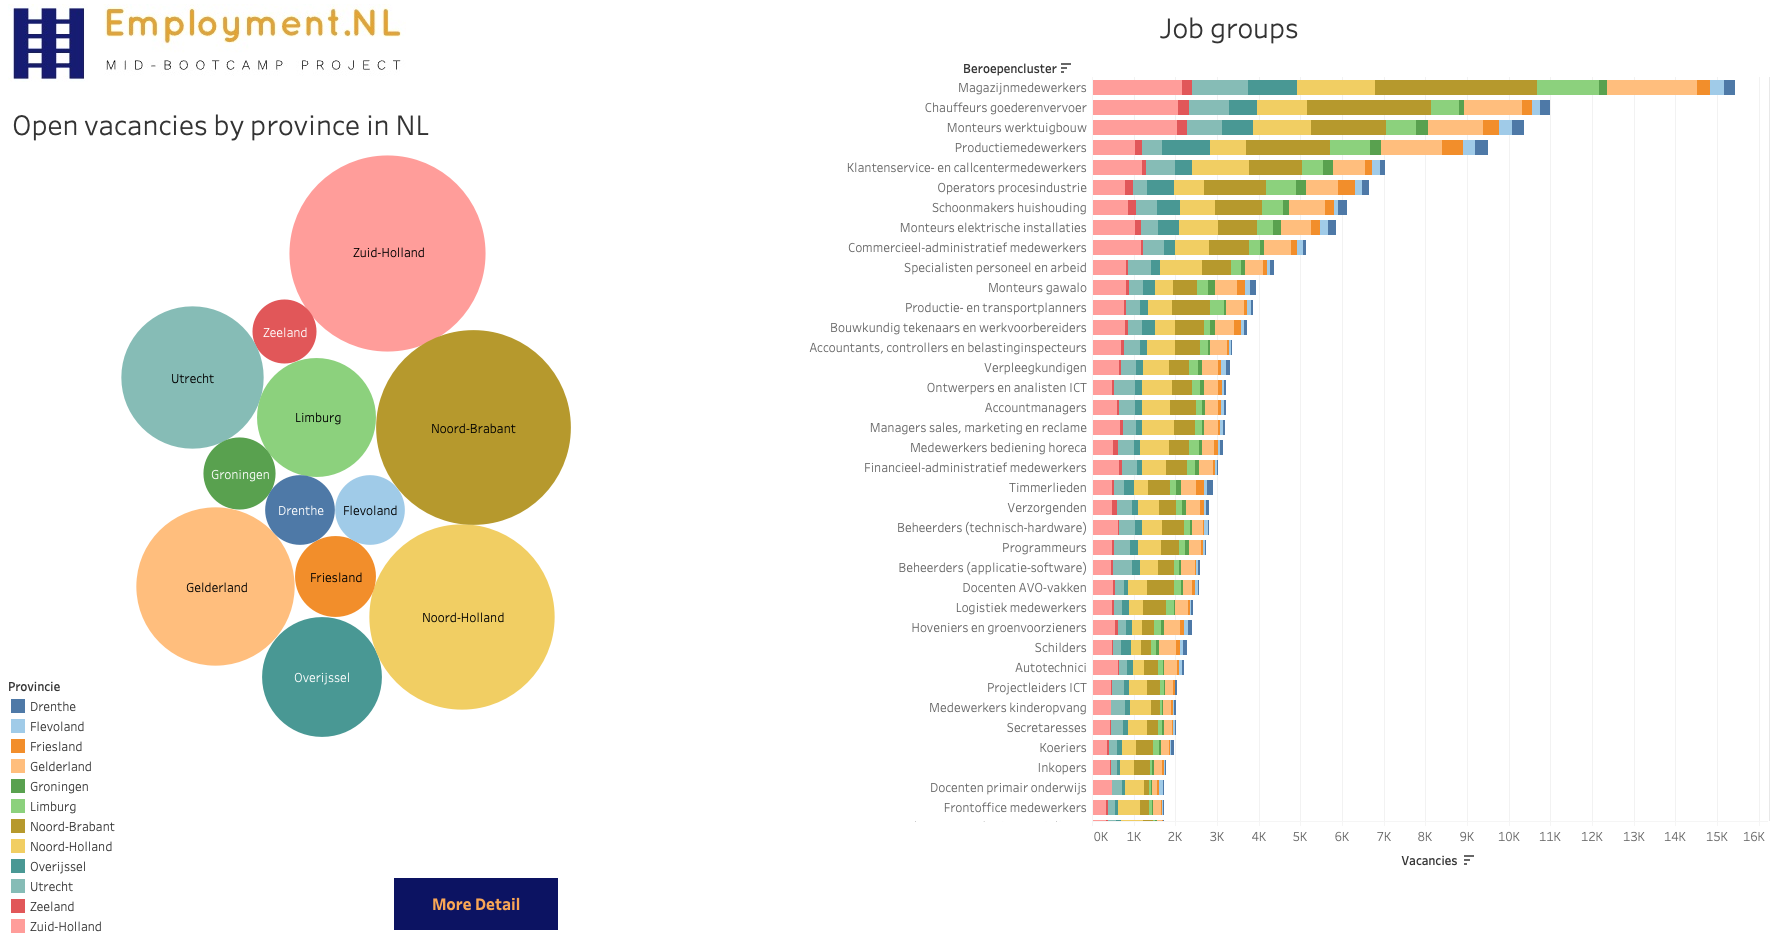 Employment.NL
MID-BOOTCAMP PROJECT
Open vacancies by province in NL
Zuid-Holland
Zeeland
Utrecht
Limburg
Noord-Brabant
Groningen
Drenthe
Flevoland
Friesland
Gelderland
Noord-Holland
Overijssel
Provincie
Drenthe
Flevoland
Friesland
Gelderland
Groningen
Limburg
Noord-Brabant
Noord-Holland
Overijssel
Utrecht
Zeeland
Zuid-Holland
More Detail
Job groups
Beroepencluster
Magazijnmedewerkers
Chauffeurs goederenvervoer
Monteurs werktuigbouw
Productiemedewerkers
Klantenservice- en callcentermedewerkers
Operators procesindustrie
Schoonmakers huishouding
Monteurs elektrische installaties
Commercieel-administratief medewerkers
Specialisten personeel en arbeid
Monteurs gawalo
Productie- en transportplanners
Bouwkundig tekenaars en werkvoorbereiders
Accountants, controllers en belastinginspecteurs
Verpleegkundigen
Ontwerpers en analisten ICT
Accountmanagers
Managers sales, marketing en reclame
Medewerkers bediening horeca
Financieel-administratief medewerkers
Timmerlieden
Verzorgenden
Beheerders (technisch-hardware)
Programmeurs
Beheerders (applicatie-software)
Docenten AVO-vakken
Logistiek medewerkers
Hoveniers en groenvoorzieners
Schilders
Autotechnici
Projectleiders ICT
Medewerkers kinderopvang
Secretaresses
Koeriers
Inkopers
Docenten primair onderwijs
Frontoffice medewerkers
0K 1K 2K 3K 4K 5K 6K 7K 8K 9K 10K 11K 12K 13K 14K 15K 16K
Vacancies